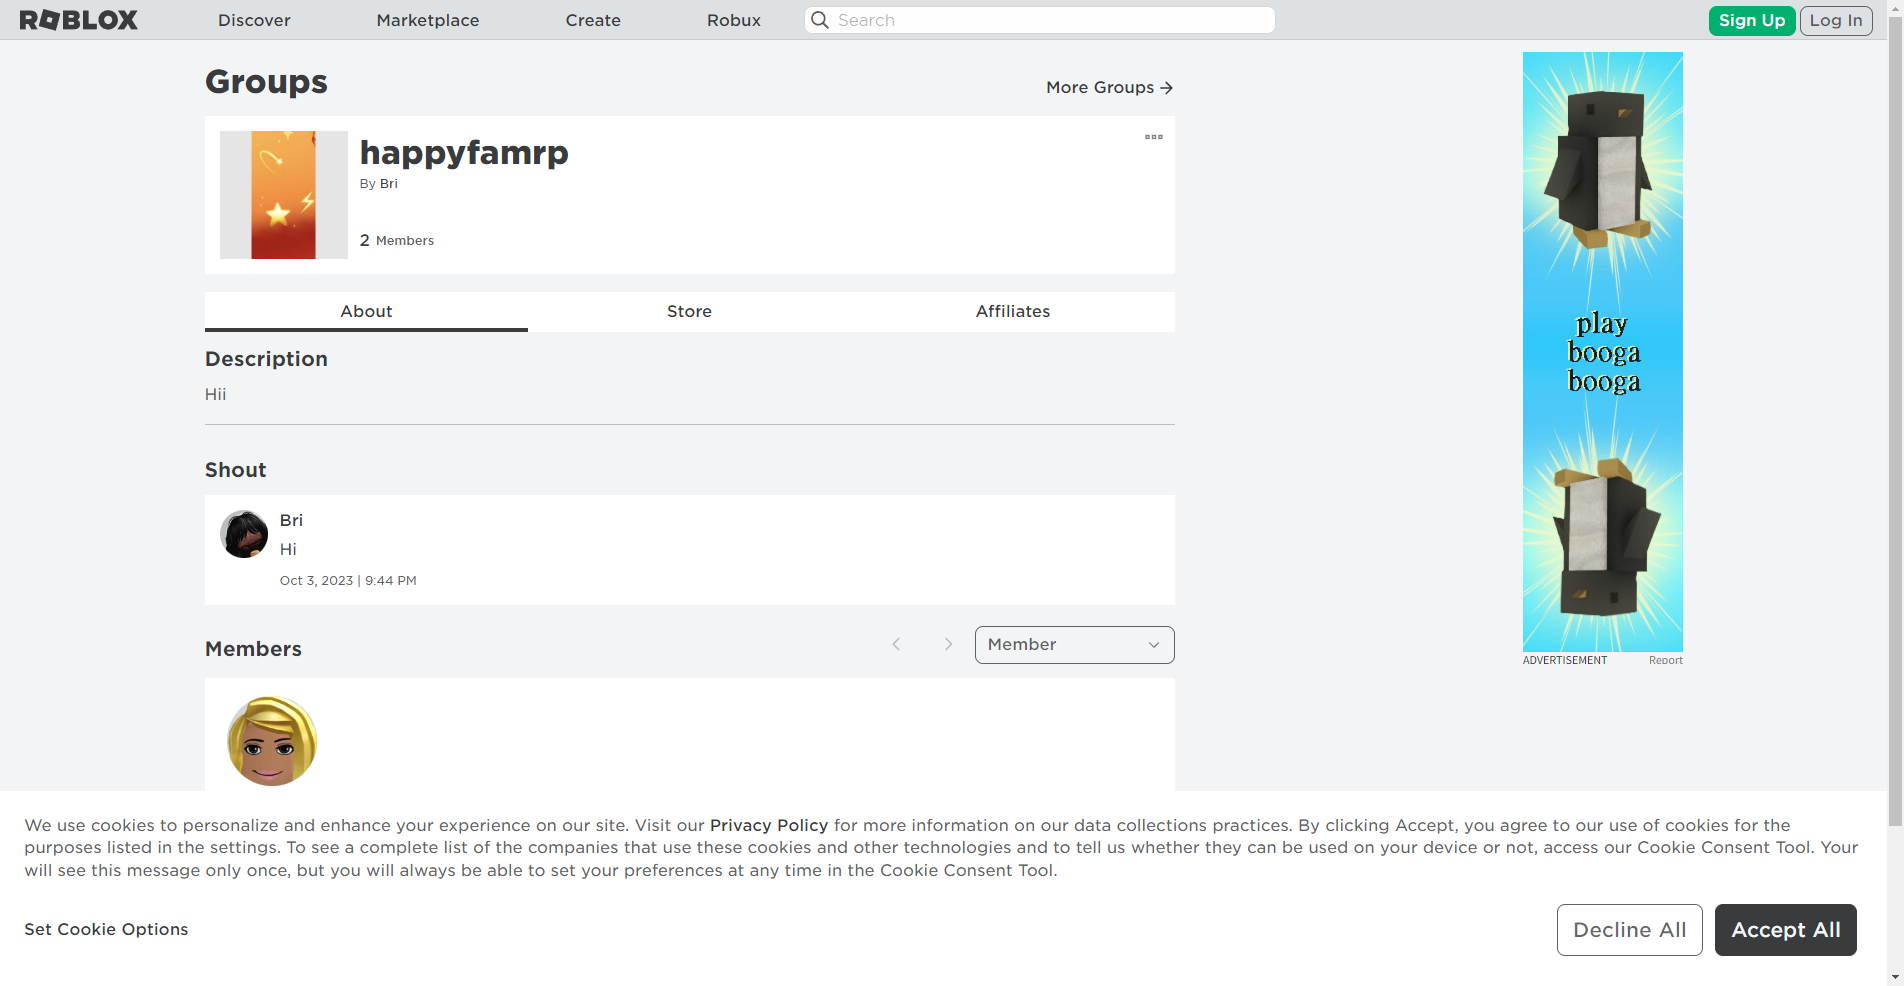 ROBLOX
Discover
Marketplace
Create
Robux
Search
Sign Up
Log In
Groups
More Groups
happyfamrp
By Bri
2 Members
About
Store
Affiliates
Description
Hii
Shout
Bri
Hi
Oct 3, 2023 | 9:44 PM
Members
Member
play
booga
booga
ADVERTISEMENT
Report
We use cookies to personalize and enhance your experience on our site. Visit our Privacy Policy for more information on our data collections practices. By clicking Accept, you agree to our use of cookies for the
purposes listed in the settings. To see a complete list of the companies that use these cookies and other technologies and to tell us whether they can be used on your device or not, access our Cookie Consent Tool. Your
will see this message only once, but you will always be able to set your preferences at any time in the Cookie Consent Tool.
Set Cookie Options
Decline All
Accept All